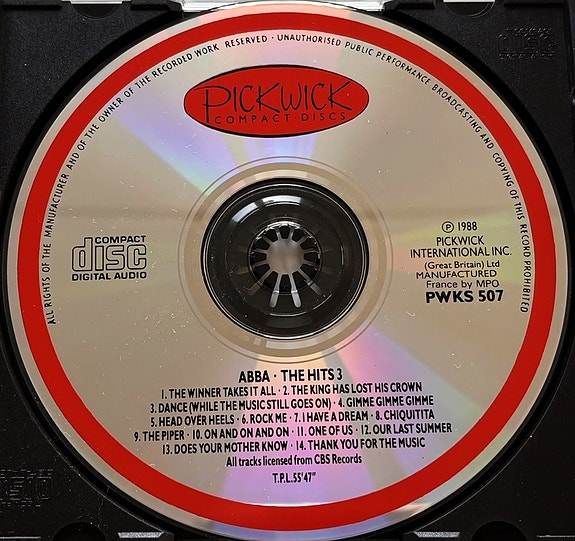 ALL RIGHTS OF THE MANUFACTURER AND OF THE OWNER OF THE RECORDED WORK RESERVED · UNAUTHORISED PUBLIC PERFORMANCE BROADCASTING AND COPYING OF THIS RECORD PROHIBITED
PICKWICK
COMPACT DISCS
COMPACT
disc
DIGITAL AUDIO
℗ 1988
PICKWICK
INTERNATIONAL INC.
(Great Britain) Ltd
MANUFACTURED
France by MPO
PWKS 507
ABBA · THE HITS 3
1. THE WINNER TAKES IT ALL · 2. THE KING HAS LOST HIS CROWN
3. DANCE (WHILE THE MUSIC STILL GOES ON) · 4. GIMME GIMME GIMME
5. HEAD OVER HEELS · 6. ROCK ME · 7. I HAVE A DREAM · 8. CHIQUITITA
9. THE PIPER · 10. ON AND ON AND ON · 11. ONE OF US · 12. OUR LAST SUMMER
13. DOES YOUR MOTHER KNOW · 14. THANK YOU FOR THE MUSIC
All tracks licensed from CBS Records
T.P.L.55'47"